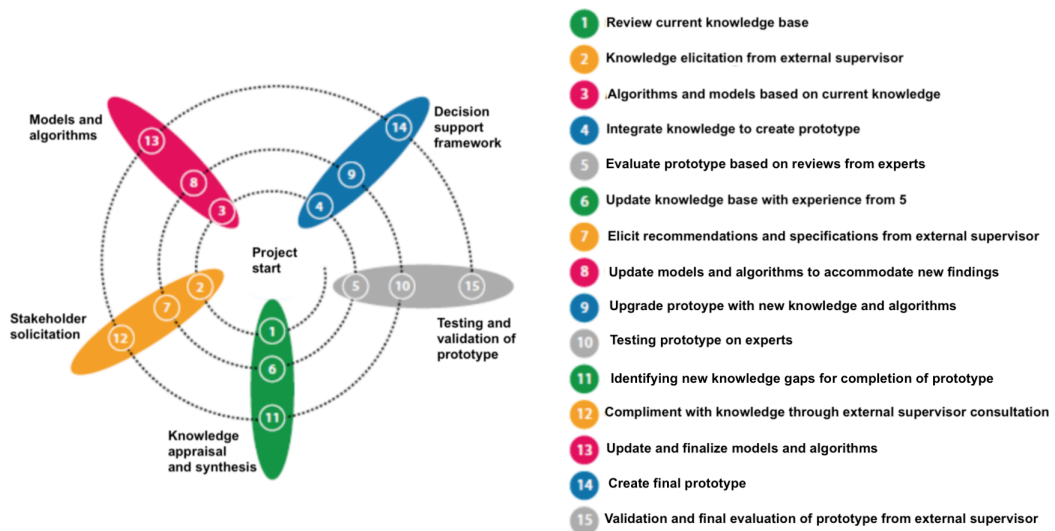 Models and
algorithms
13
8
3
Decision
support
framework
14
9
4
Project
start
Stakeholder
solicitation
2
7
12
5
10
15
Testing and
validation of
prototype
1
6
11
Knowledge
appraisal
and synthesis
1 Review current knowledge base
2 Knowledge elicitation from external supervisor
3 Algorithms and models based on current knowledge
4 Integrate knowledge to create prototype
5 Evaluate prototype based on reviews from experts
6 Update knowledge base with experience from 5
7 Elicit recommendations and specifications from external supervisor
8 Update models and algorithms to accommodate new findings
9 Upgrade protoype with new knowledge and algorithms
10 Testing prototype on experts
11 Identifying new knowledge gaps for completion of prototype
12 Compliment with knowledge through external supervisor consultation
13 Update and finalize models and algorithms
14 Create final prototype
15 Validation and final evaluation of prototype from external supervisor